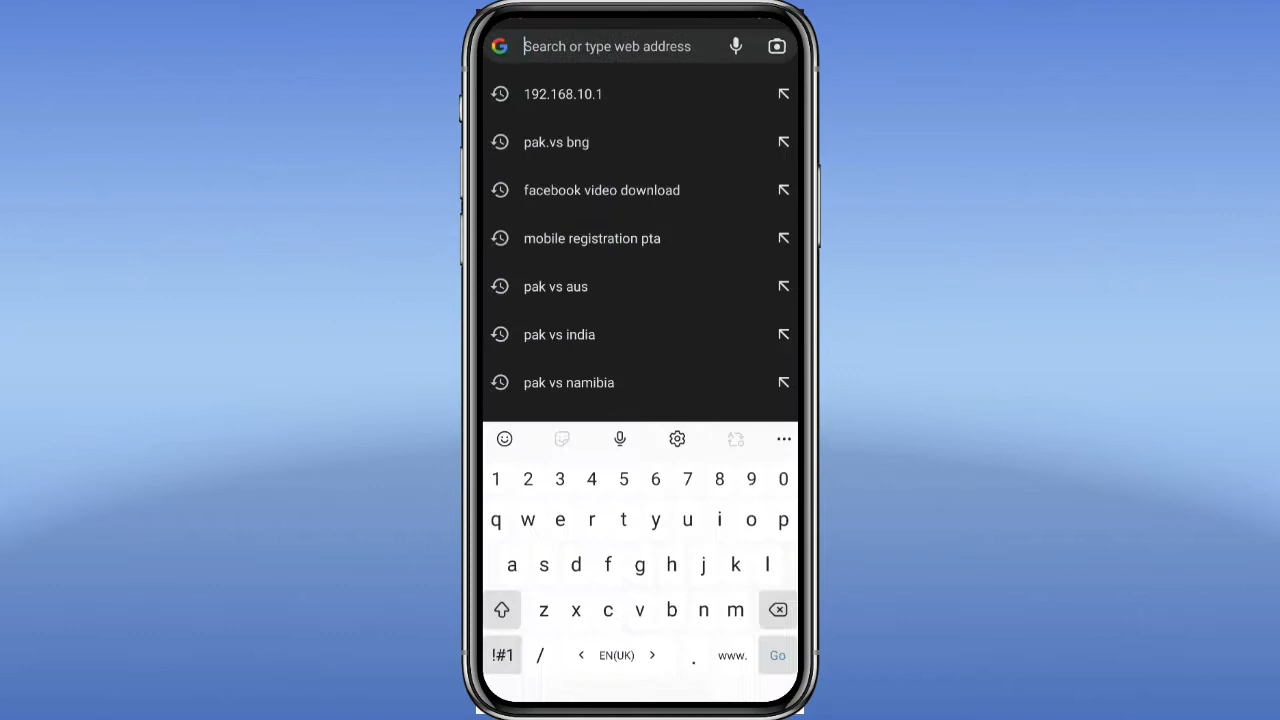 Search or type web address
192.168.10.1
pak.vs bng
facebook video download
mobile registration pta
pak vs aus
pak vs india
pak vs namibia
1 2 3 4 5 6 7 8 9 0
q w e r t y u i o p
a s d f g h j k l
z x c v b n m
!#1 / < EN(UK) > . www. Go